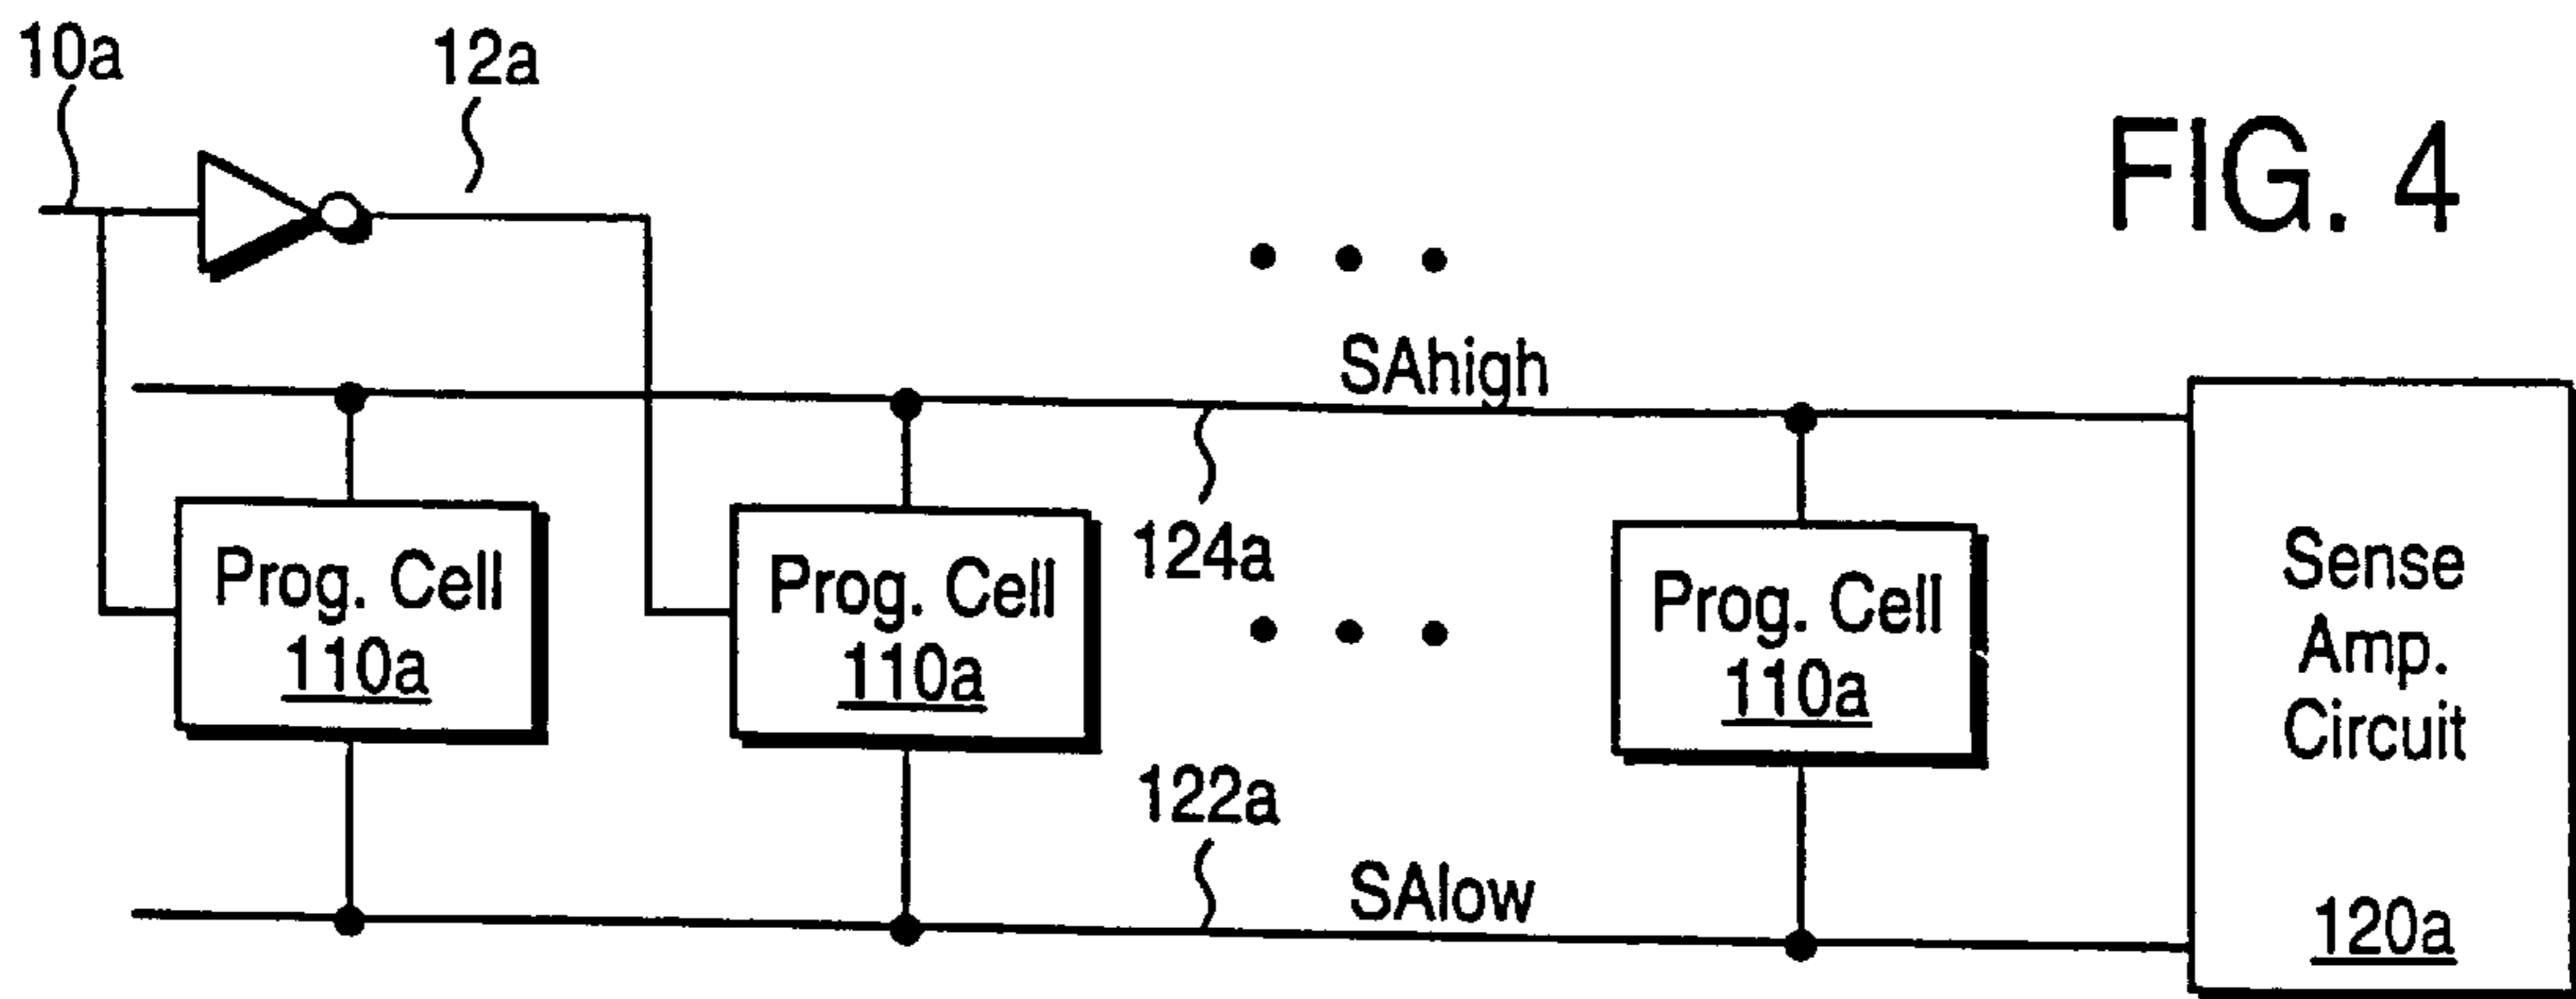 10a
12a
FIG. 4
SAhigh
124a
Prog. Cell
110a
Prog. Cell
110a
Prog. Cell
110a
Sense
Amp.
Circuit
122a
SAlow
120a